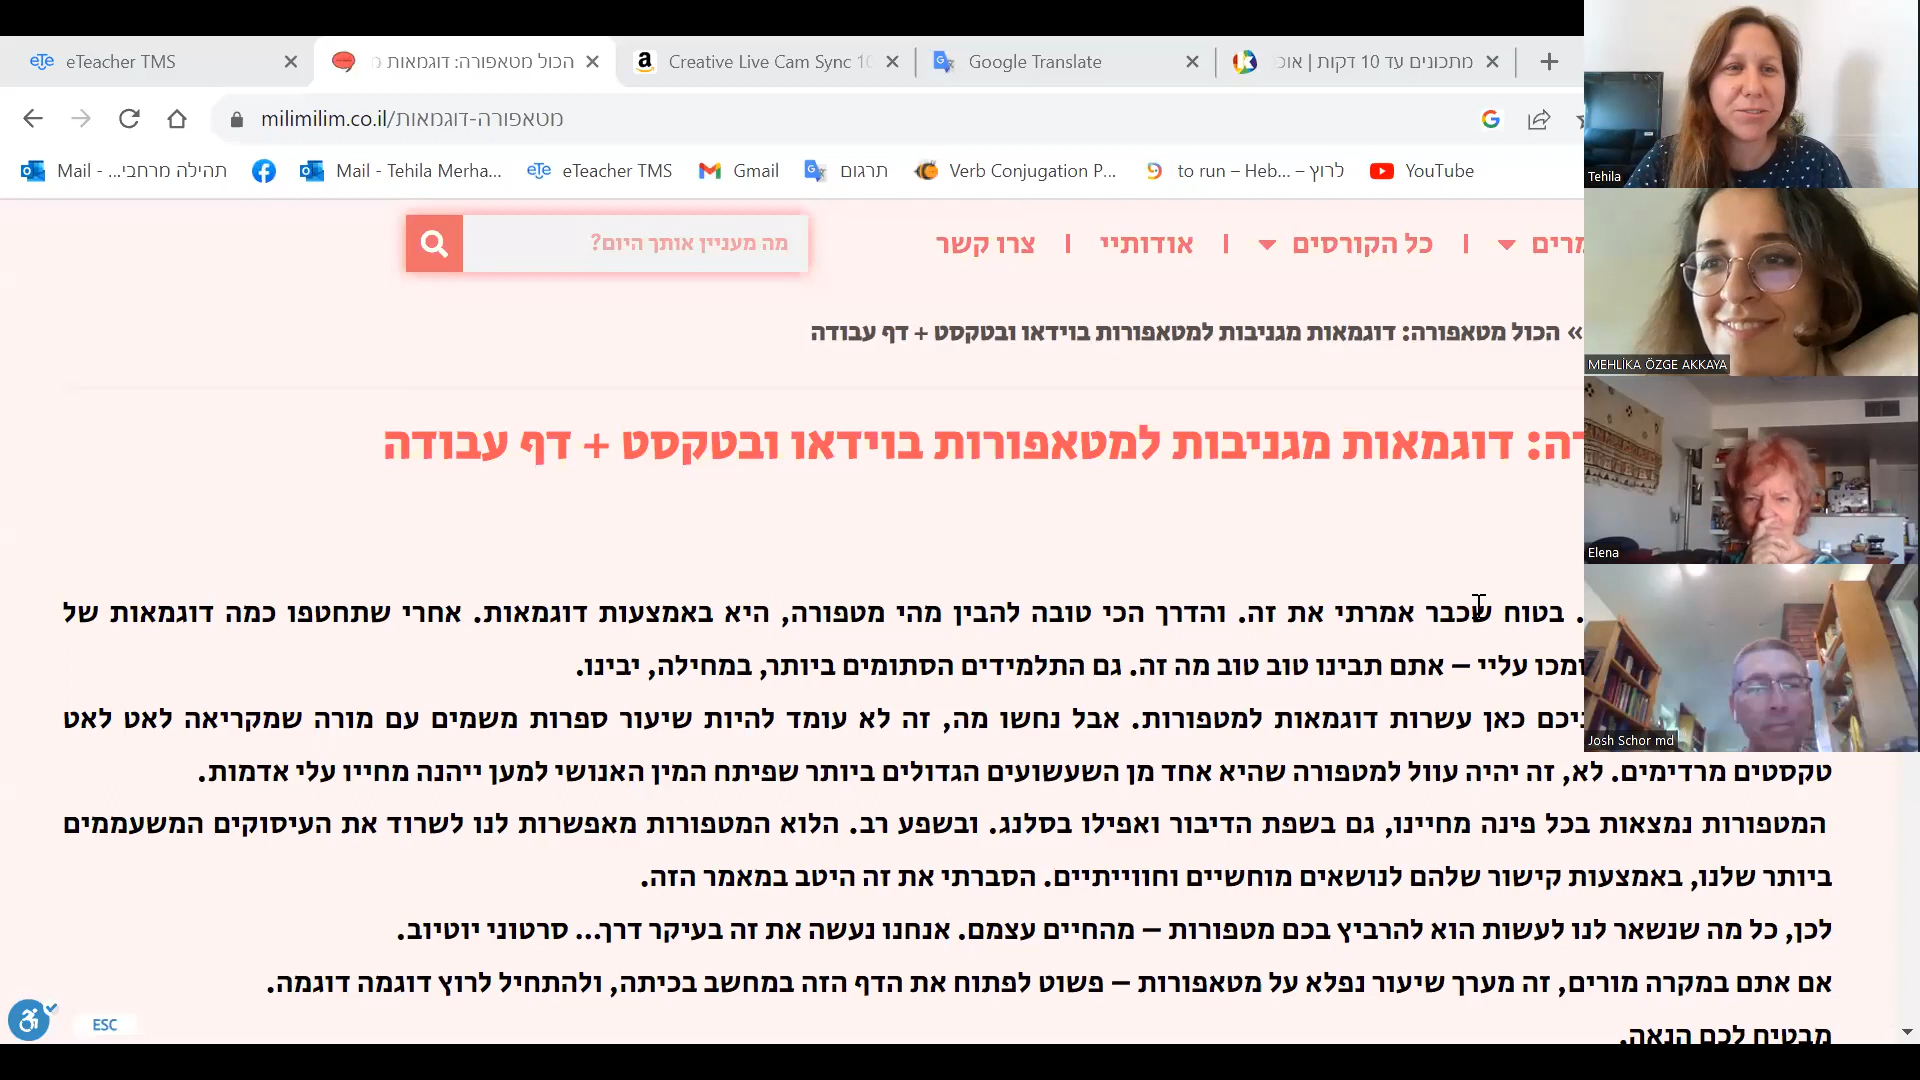 eTeacher TMS
הכול מטאפורה: דוגמאות
Creative Live Cam Sync 10
Google Translate
מתכונים עד 10 דקות | אוכ
milimilim.co.il/מטאפורה-דוגמאות
Mail - ...תהילה מרחבי
Mail - Tehila Merha...
eTeacher TMS
Gmail
תרגום
Verb Conjugation P...
to run – Heb... – לרוץ
YouTube
מרים | כל הקורסים | אודותיי | צרו קשר
מה מעניין אותך היום?
» הכול מטאפורה: דוגמאות מגניבות למטאפורות בוידאו ובטקסט + דף עבודה
רה: דוגמאות מגניבות למטאפורות בוידאו ובטקסט + דף עבודה
. בטוח שכבר אמרתי את זה. והדרך הכי טובה להבין מהי מטפורה, היא באמצעות דוגמאות. אחרי שתחטפו כמה דוגמאות של
ומכו עליי – אתם תבינו טוב טוב מה זה. גם התלמידים הסתומים ביותר, במחילה, יבינו.
ניכם כאן עשרות דוגמאות למטפורות. אבל נחשו מה, זה לא עומד להיות שיעור ספרות משמים עם מורה שמקריאה לאט לאט
טקסטים מרדימים. לא, זה יהיה עוול למטפורה שהיא אחד מן השעשועים הגדולים ביותר שפיתח המין האנושי למען ייהנה מחייו עלי אדמות.
המטפורות נמצאות בכל פינה מחיינו, גם בשפת הדיבור ואפילו בסלנג. ובשפע רב. הלוא המטפורות מאפשרות לנו לשרוד את העיסוקים המשעממים
ביותר שלנו, באמצעות קישור שלהם לנושאים מוחשיים וחווייתיים. הסברתי את זה היטב במאמר הזה.
לכן, כל מה שנשאר לנו לעשות הוא להרביץ בכם מטפורות – מהחיים עצמם. אנחנו נעשה את זה בעיקר דרך... סרטוני יוטיוב.
אם אתם במקרה מורים, זה מערך שיעור נפלא על מטאפורות – פשוט לפתוח את הדף הזה במחשב בכיתה, ולהתחיל לרוץ דוגמה דוגמה.
מבטיח לכם הנאה.
ESC
Tehila
MEHLİKA ÖZGE AKKAYA
Elena
Josh Schor md